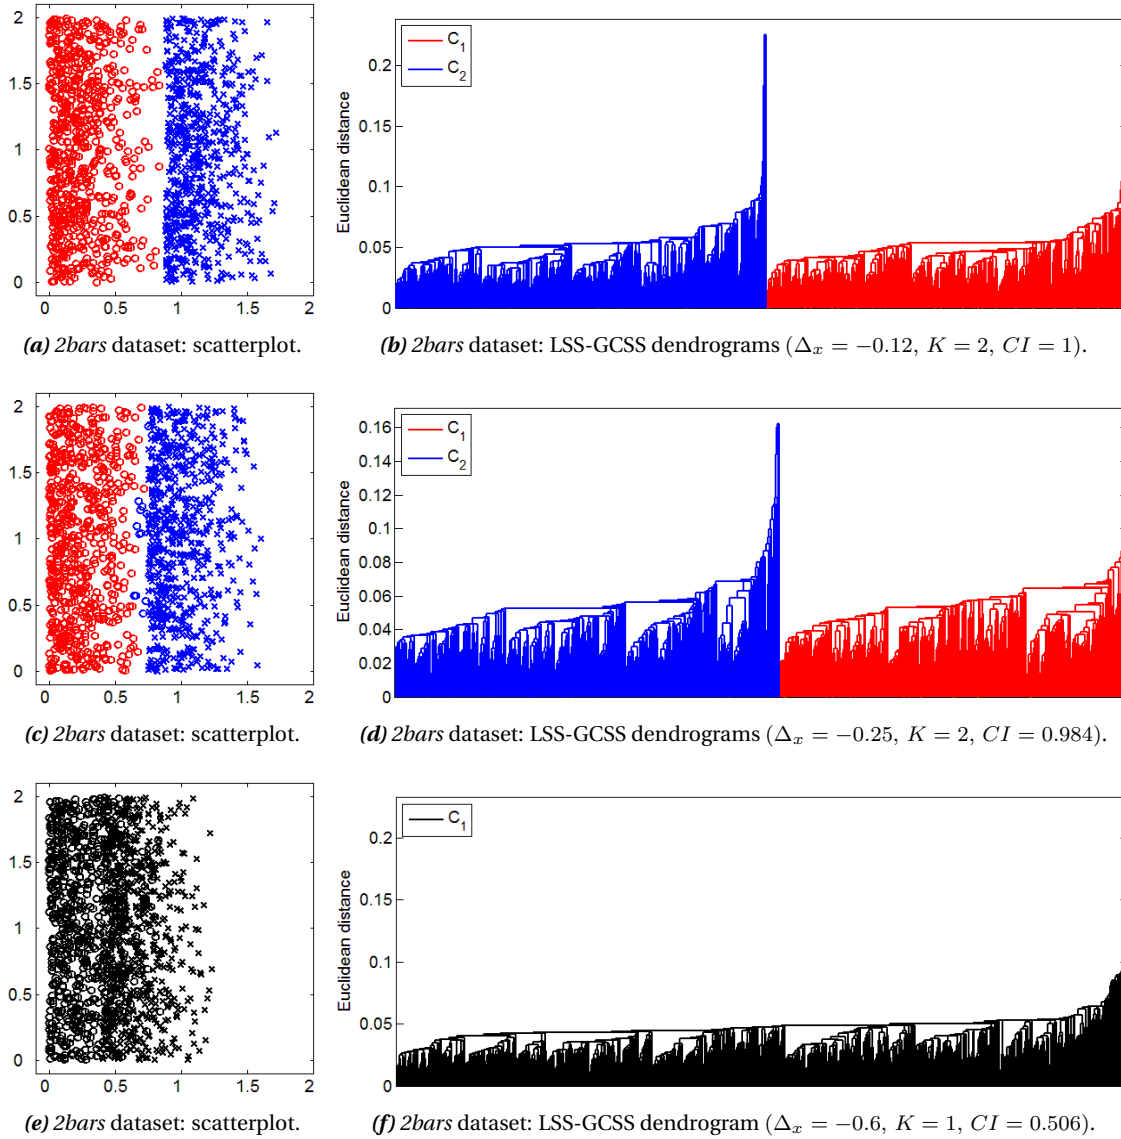 2
1.5
1
0.5
0
0 0.5 1 1.5 2
(a) 2bars dataset: scatterplot.
Euclidean distance
0.2
0.15
0.1
0.05
0
C₁
C₂
(b) 2bars dataset: LSS-GCSS dendrograms (Δₓ = −0.12, K = 2, CI = 1).
2
1.5
1
0.5
0
0 0.5 1 1.5 2
(c) 2bars dataset: scatterplot.
Euclidean distance
0.16
0.14
0.12
0.1
0.08
0.06
0.04
0.02
0
C₁
C₂
(d) 2bars dataset: LSS-GCSS dendrograms (Δₓ = −0.25, K = 2, CI = 0.984).
2
1.5
1
0.5
0
0 0.5 1 1.5 2
(e) 2bars dataset: scatterplot.
Euclidean distance
0.2
0.15
0.1
0.05
0
C₁
(f) 2bars dataset: LSS-GCSS dendrogram (Δₓ = −0.6, K = 1, CI = 0.506).